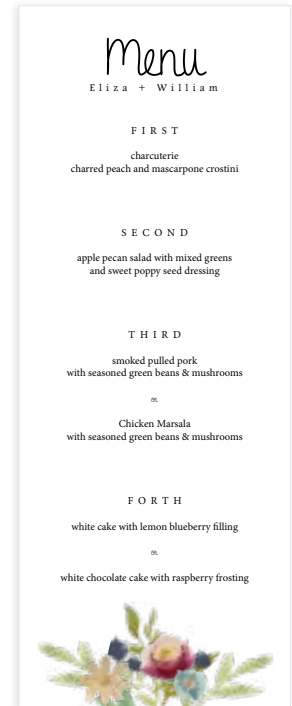 Menu
Eliza + William
FIRST
charcuterie
charred peach and mascarpone crostini
SECOND
apple pecan salad with mixed greens
and sweet poppy seed dressing
THIRD
smoked pulled pork
with seasoned green beans & mushrooms
or
Chicken Marsala
with seasoned green beans & mushrooms
FORTH
white cake with lemon blueberry filling
or
white chocolate cake with raspberry frosting